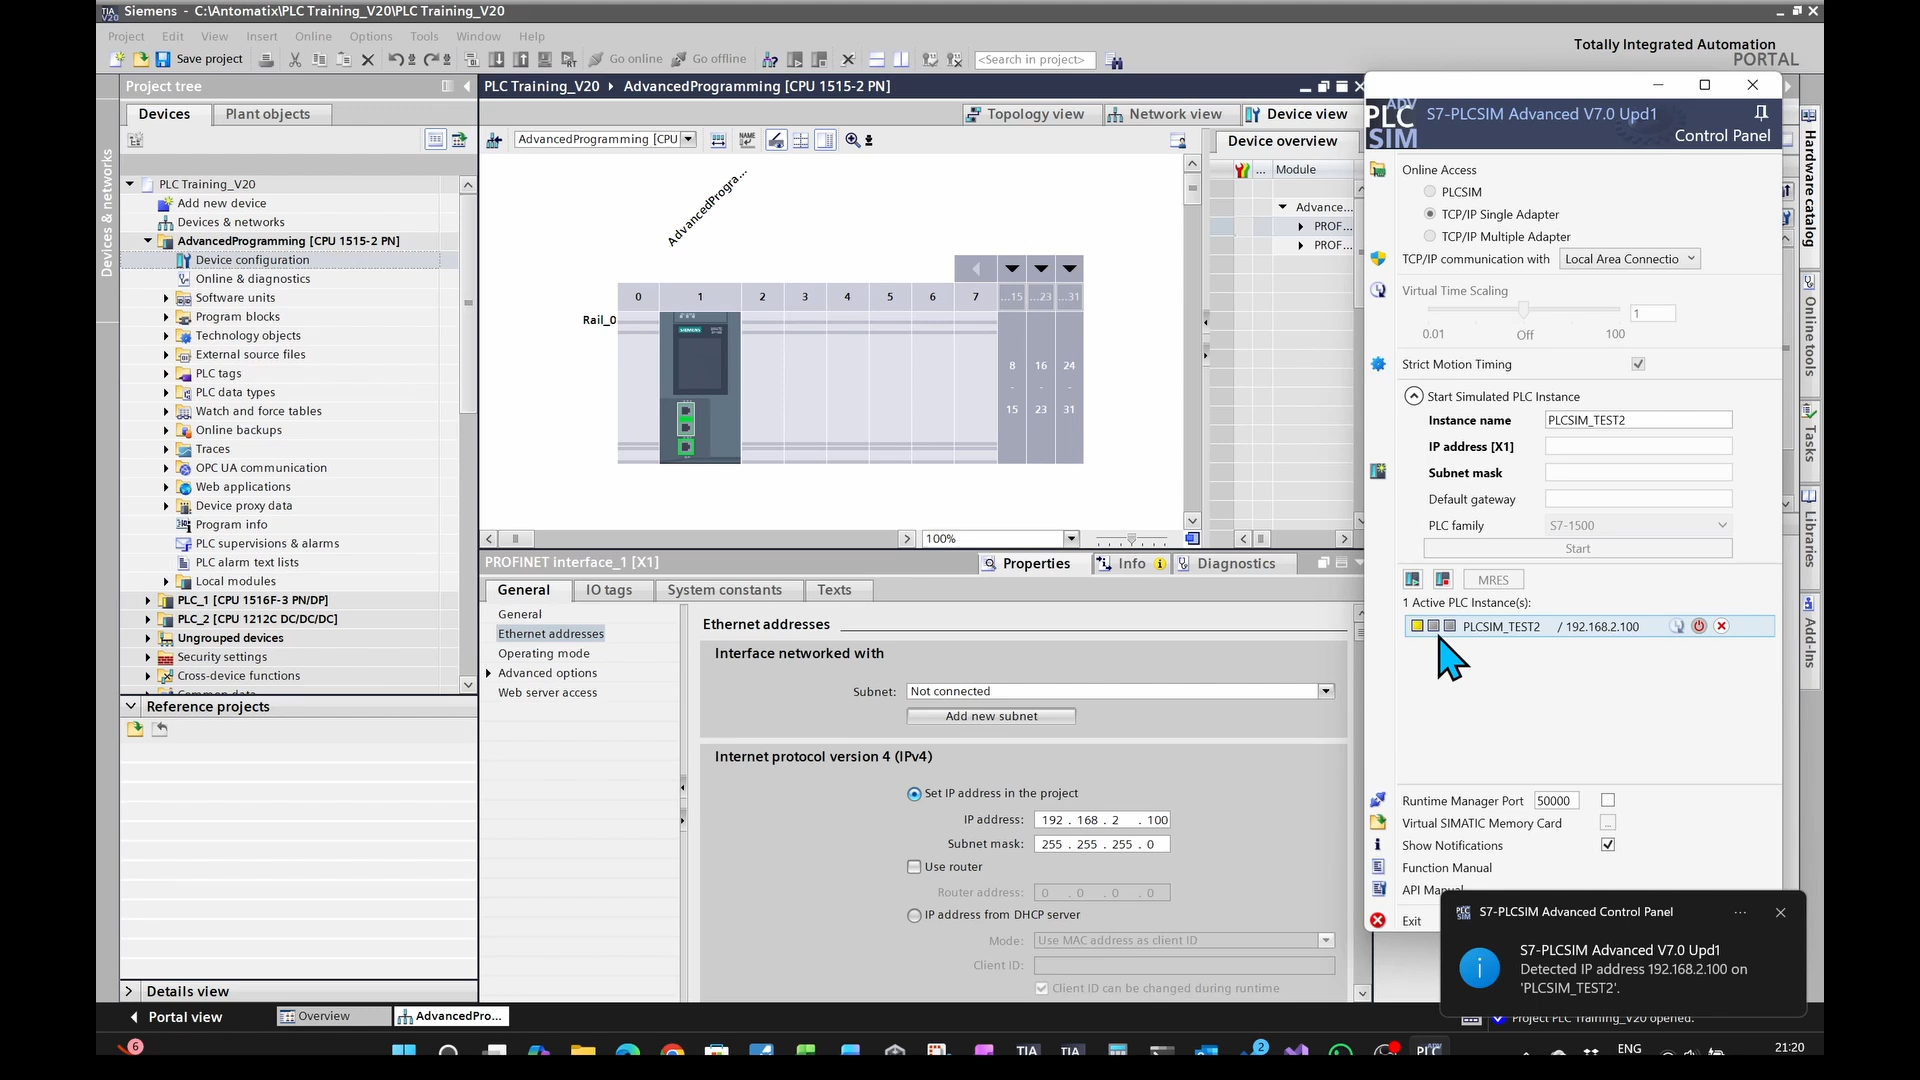 Siemens - C:\Antomatix\PLC Training_V20\PLC Training_V20
Project Edit View Insert Online Options Tools Window Help
Totally Integrated Automation
PORTAL
Save project
Go online
Go offline
<Search in project>
Project tree
PLC Training_V20 AdvancedProgramming [CPU 1515-2 PN]
Devices
Plant objects
Topology view
Network view
Device view
AdvancedProgramming [CPU
Device overview
... Module
Devices & networks
PLC Training_V20
Add new device
Devices & networks
AdvancedProgramming [CPU 1515-2 PN]
Device configuration
Online & diagnostics
Software units
Program blocks
Technology objects
External source files
PLC tags
PLC data types
Watch and force tables
Online backups
Traces
OPC UA communication
Web applications
Device proxy data
Program info
PLC supervisions & alarms
PLC alarm text lists
Local modules
PLC_1 [CPU 1516F-3 PN/DP]
PLC_2 [CPU 1212C DC/DC/DC]
Ungrouped devices
Security settings
Cross-device functions
Reference projects
Details view
AdvancedProgra...
0 1 2 3 4 5 6 7 ...15 ...23 ...31
Rail_0
SIEMENS
8 16 24
- - -
15 23 31
Advance...
PROF...
PROF...
100%
PROFINET interface_1 [X1]
Properties
Info
Diagnostics
General
IO tags
System constants
Texts
General
Ethernet addresses
Operating mode
Advanced options
Web server access
Ethernet addresses
Interface networked with
Subnet: Not connected
Add new subnet
Internet protocol version 4 (IPv4)
Set IP address in the project
IP address: 192 . 168 . 2 . 100
Subnet mask: 255 . 255 . 255 . 0
Use router
Router address: 0 . 0 . 0 . 0
IP address from DHCP server
Mode: Use MAC address as client ID
Client ID:
Client ID can be changed during runtime
PLC ADV
SIM
S7-PLCSIM Advanced V7.0 Upd1
Control Panel
Online Access
PLCSIM
TCP/IP Single Adapter
TCP/IP Multiple Adapter
TCP/IP communication with Local Area Connectio
Virtual Time Scaling
1
0.01 Off 100
Strict Motion Timing
Start Simulated PLC Instance
Instance name PLCSIM_TEST2
IP address [X1]
Subnet mask
Default gateway
PLC family S7-1500
Start
MRES
1 Active PLC Instance(s):
PLCSIM_TEST2 / 192.168.2.100
Runtime Manager Port 50000
Virtual SIMATIC Memory Card ...
Show Notifications
Function Manual
API Manual
Exit
S7-PLCSIM Advanced Control Panel
S7-PLCSIM Advanced V7.0 Upd1
Detected IP address 192.168.2.100 on
'PLCSIM_TEST2'.
Hardware catalog
Online tools
Tasks
Libraries
Add-Ins
Portal view
Overview
AdvancedPro...
Project PLC Training_V20 opened.
6
TIA
TIA
2
PLC
ENG
21:20